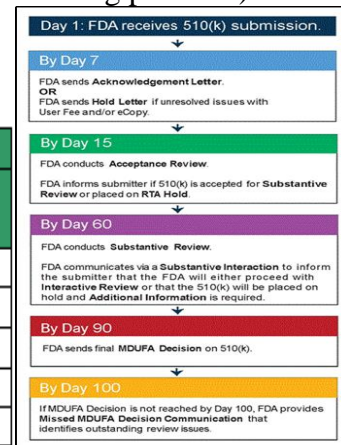 Day 1: FDA receives 510(k) submission.
By Day 7
FDA sends Acknowledgement Letter.
OR
FDA sends Hold Letter if unresolved issues with
User Fee and/or eCopy.
By Day 15
FDA conducts Acceptance Review.
FDA informs submitter if 510(k) is accepted for Substantive
Review or placed on RTA Hold.
By Day 60
FDA conducts Substantive Review.
FDA communicates via a Substantive Interaction to inform
the submitter that the FDA will either proceed with
Interactive Review or that the 510(k) will be placed on
hold and Additional Information is required.
By Day 90
FDA sends final MDUFA Decision on 510(k).
By Day 100
If MDUFA Decision is not reached by Day 100, FDA provides
Missed MDUFA Decision Communication that
identifies outstanding review issues.